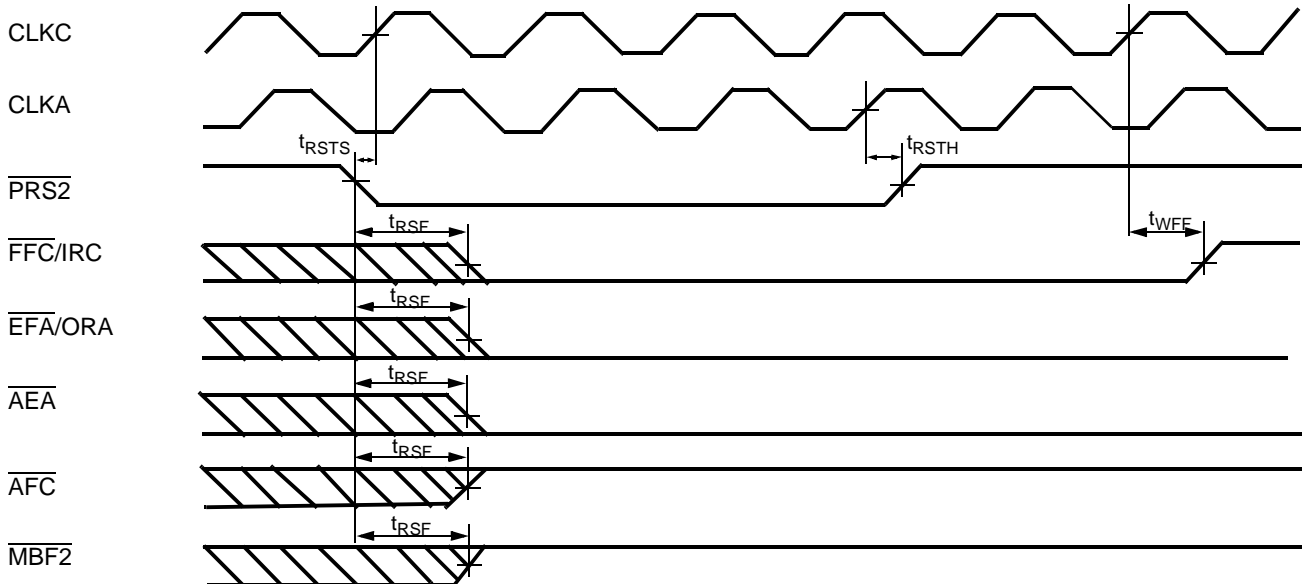 CLKC
CLKA
tRSTS
tRSTH
PRS2
tRSF
tWFF
FFC/IRC
tRSF
EFA/ORA
tRSF
AEA
tRSF
AFC
tRSF
MBF2